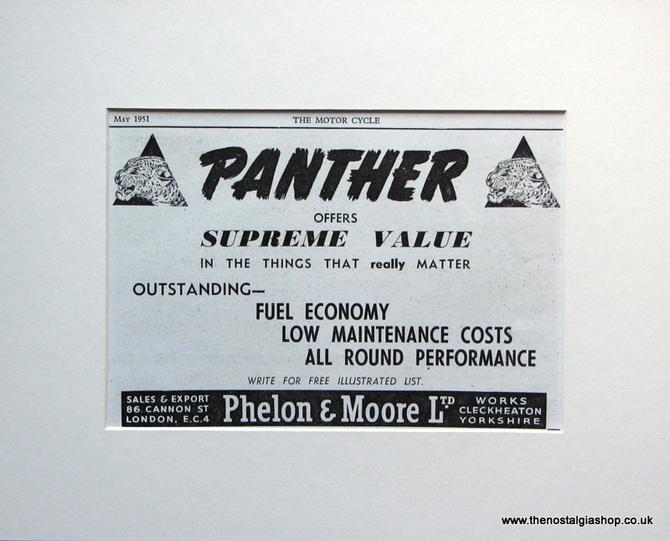 MAY 1951 THE MOTOR CYCLE
PANTHER
OFFERS
SUPREME VALUE
IN THE THINGS THAT really MATTER
OUTSTANDING—
FUEL ECONOMY
LOW MAINTENANCE COSTS
ALL ROUND PERFORMANCE
WRITE FOR FREE ILLUSTRATED LIST.
SALES & EXPORT
86. CANNON ST
LONDON, E.C.4
Phelon & Moore LTD
WORKS
CLECKHEATON
YORKSHIRE
www.thenostalgiashop.co.uk